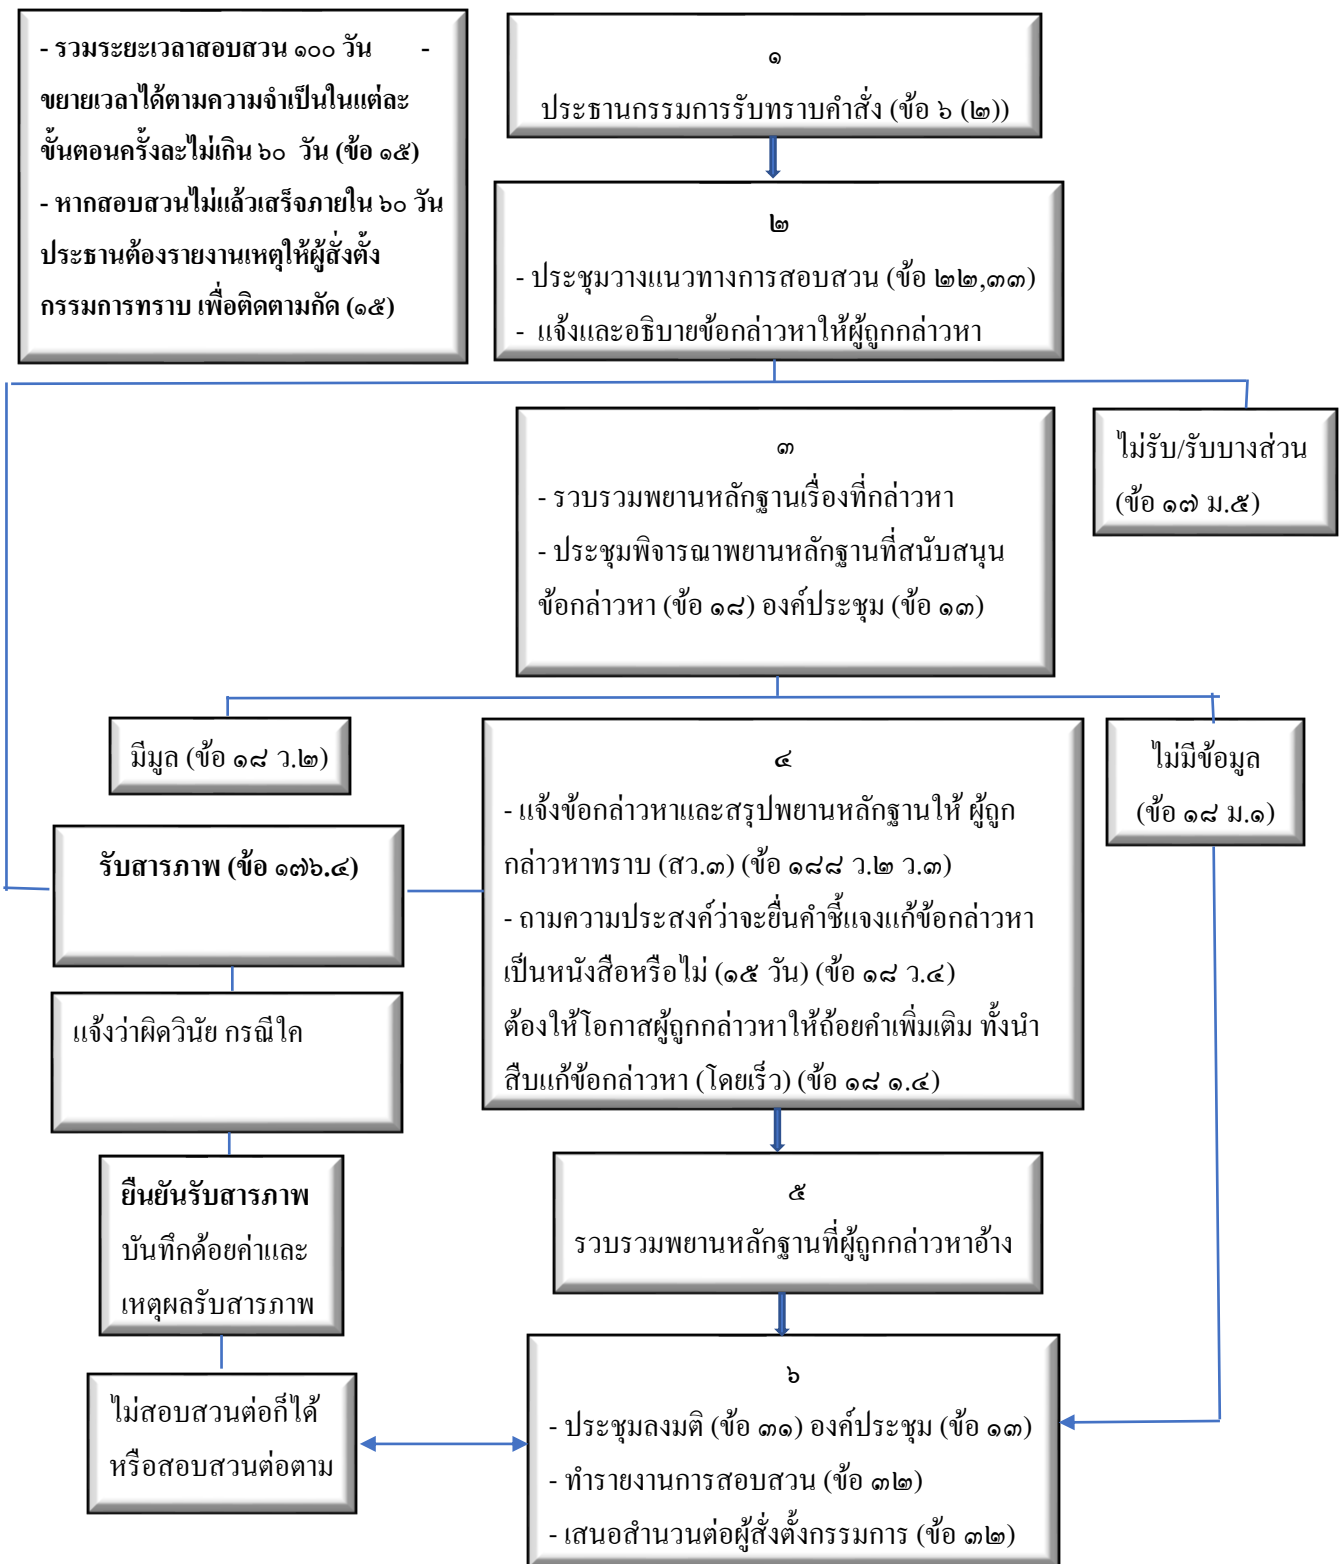 - รวมระยะเวลาสอบสวน ๑๐๐ วัน -
ขยายเวลาได้ตามความจำเป็นในแต่ละ
ขั้นตอนครั้งละไม่เกิน ๖๐ วัน (ข้อ ๑๕)
- หากสอบสวนไม่แล้วเสร็จภายใน ๖๐ วัน
ประธานต้องรายงานเหตุให้ผู้สั่งตั้ง
กรรมการทราบ เพื่อติดตามกัด (๑๕)
๑
ประธานกรรมการรับทราบคำสั่ง (ข้อ ๖ (๒))
๒
- ประชุมวางแนวทางการสอบสวน (ข้อ ๒๒,๓๓)
- แจ้งและอธิบายข้อกล่าวหาให้ผู้ถูกกล่าวหา
๓
- รวบรวมพยานหลักฐานเรื่องที่กล่าวหา
- ประชุมพิจารณาพยานหลักฐานที่สนับสนุน
ข้อกล่าวหา (ข้อ ๑๘) องค์ประชุม (ข้อ ๑๓)
ไม่รับ/รับบางส่วน
(ข้อ ๑๗ ม.๕)
มีมูล (ข้อ ๑๘ ว.๒)
๔
- แจ้งข้อกล่าวหาและสรุปพยานหลักฐานให้ ผู้ถูก
กล่าวหาทราบ (สว.๓) (ข้อ ๑๘๘ ว.๒ ว.๓)
- ถามความประสงค์ว่าจะยื่นคำชี้แจงแก้ข้อกล่าวหา
เป็นหนังสือหรือไม่ (๑๕ วัน) (ข้อ ๑๘ ว.๔)
ต้องให้โอกาสผู้ถูกกล่าวหาให้ถ้อยคำเพิ่มเติม ทั้งนำ
สืบแก้ข้อกล่าวหา (โดยเร็ว) (ข้อ ๑๘ ๑.๔)
ไม่มีข้อมูล
(ข้อ ๑๘ ม.๑)
รับสารภาพ (ข้อ ๑๗๖.๔)
แจ้งว่าผิดวินัย กรณีใค
ยืนยันรับสารภาพ
บันทึกด้อยค่าและ
เหตุผลรับสารภาพ
๕
รวบรวมพยานหลักฐานที่ผู้ถูกกล่าวหาอ้าง
ไม่สอบสวนต่อก็ได้
หรือสอบสวนต่อตาม
๖
- ประชุมลงมติ (ข้อ ๓๑) องค์ประชุม (ข้อ ๑๓)
- ทำรายงานการสอบสวน (ข้อ ๓๒)
- เสนอสำนวนต่อผู้สั่งตั้งกรรมการ (ข้อ ๓๒)